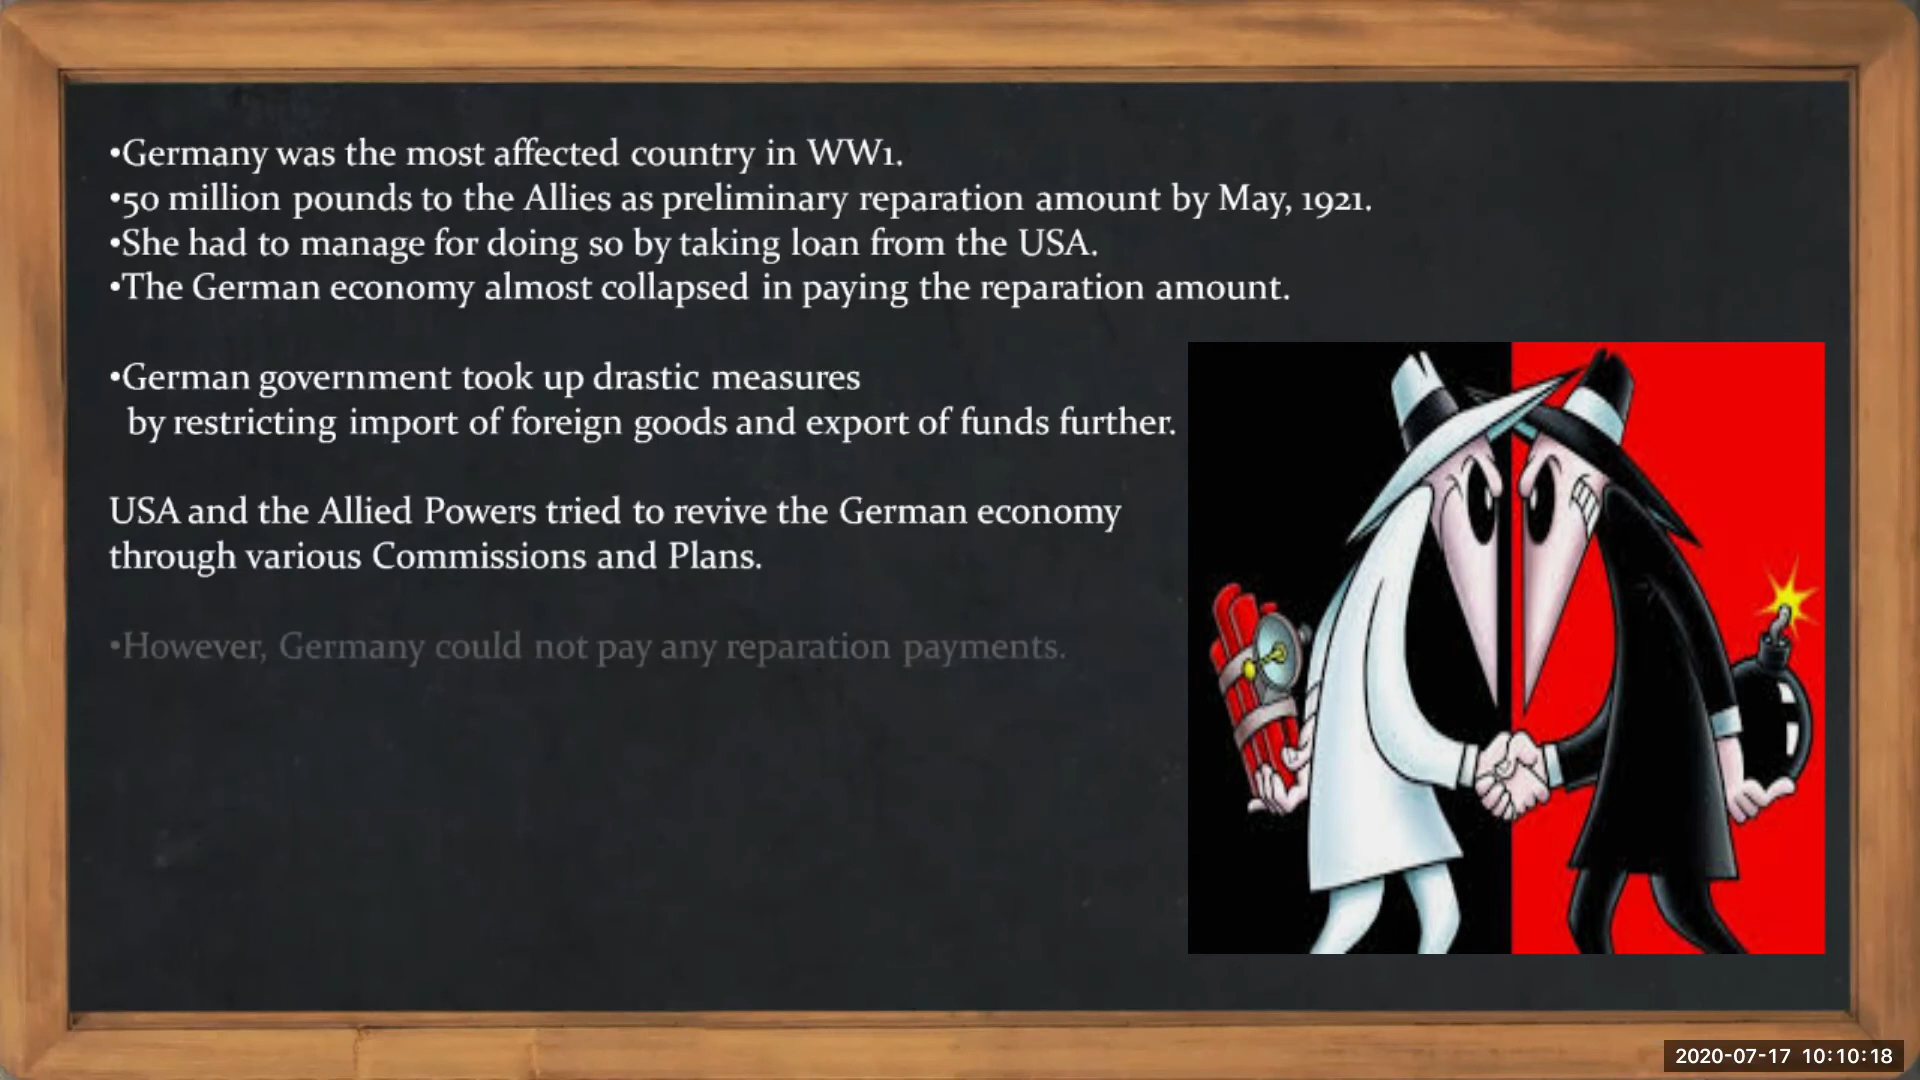 •Germany was the most affected country in WW1.
•50 million pounds to the Allies as preliminary reparation amount by May, 1921.
•She had to manage for doing so by taking loan from the USA.
•The German economy almost collapsed in paying the reparation amount.
•German government took up drastic measures
by restricting import of foreign goods and export of funds further.
USA and the Allied Powers tried to revive the German economy
through various Commissions and Plans.
•However, Germany could not pay any reparation payments.
2020-07-17 10:10:18